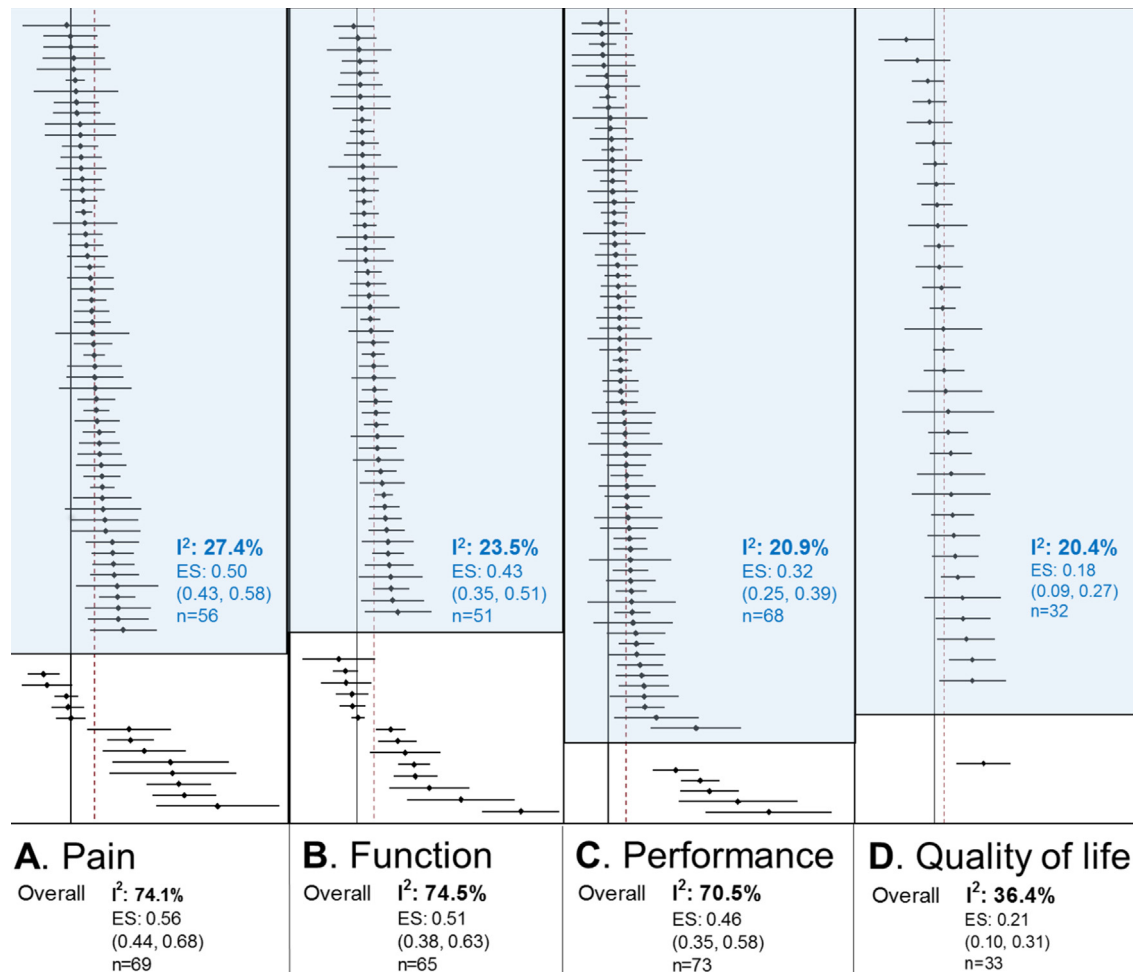 I²: 27.4%
ES: 0.50
(0.43, 0.58)
n=56
I²: 23.5%
ES: 0.43
(0.35, 0.51)
n=51
I²: 20.9%
ES: 0.32
(0.25, 0.39)
n=68
I²: 20.4%
ES: 0.18
(0.09, 0.27)
n=32
A. Pain
Overall I²: 74.1%
ES: 0.56
(0.44, 0.68)
n=69
B. Function
Overall I²: 74.5%
ES: 0.51
(0.38, 0.63)
n=65
C. Performance
Overall I²: 70.5%
ES: 0.46
(0.35, 0.58)
n=73
D. Quality of life
Overall I²: 36.4%
ES: 0.21
(0.10, 0.31)
n=33